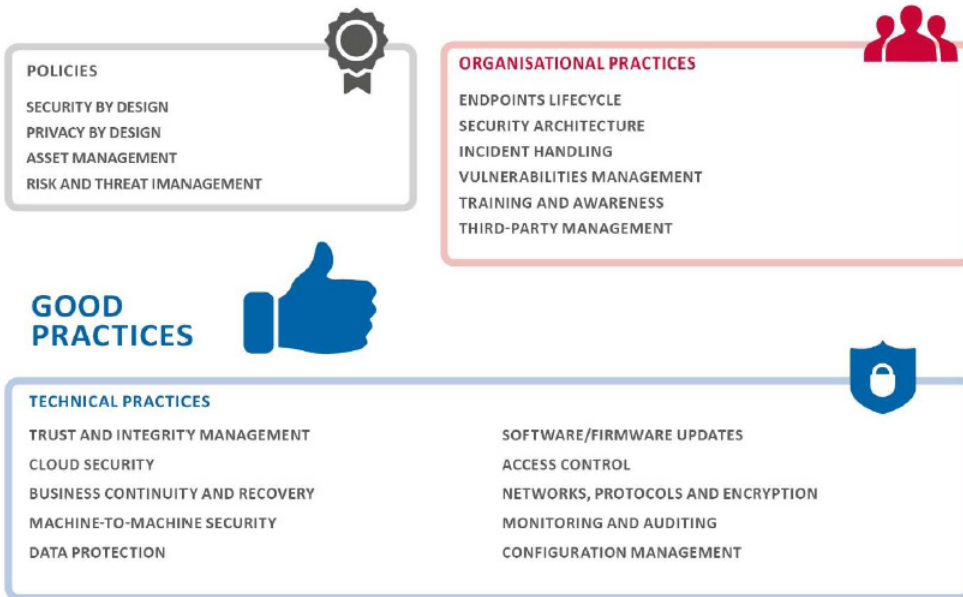 POLICIES
SECURITY BY DESIGN
PRIVACY BY DESIGN
ASSET MANAGEMENT
RISK AND THREAT IMANAGEMENT
ORGANISATIONAL PRACTICES
ENDPOINTS LIFECYCLE
SECURITY ARCHITECTURE
INCIDENT HANDLING
VULNERABILITIES MANAGEMENT
TRAINING AND AWARENESS
THIRD-PARTY MANAGEMENT
GOOD
PRACTICES
TECHNICAL PRACTICES
TRUST AND INTEGRITY MANAGEMENT
CLOUD SECURITY
BUSINESS CONTINUITY AND RECOVERY
MACHINE-TO-MACHINE SECURITY
DATA PROTECTION
SOFTWARE/FIRMWARE UPDATES
ACCESS CONTROL
NETWORKS, PROTOCOLS AND ENCRYPTION
MONITORING AND AUDITING
CONFIGURATION MANAGEMENT